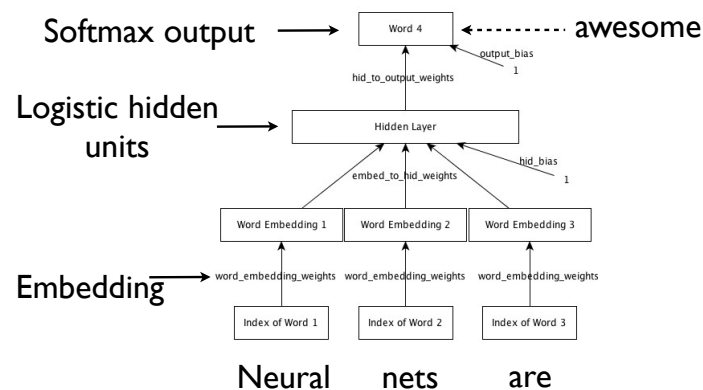 Softmax output
Word 4
awesome
output_bias
1
hid_to_output_weights
Logistic hidden
units
Hidden Layer
hid_bias
1
embed_to_hid_weights
Word Embedding 1
Word Embedding 2
Word Embedding 3
Embedding
word_embedding_weights
word_embedding_weights
word_embedding_weights
Index of Word 1
Index of Word 2
Index of Word 3
Neural
nets
are